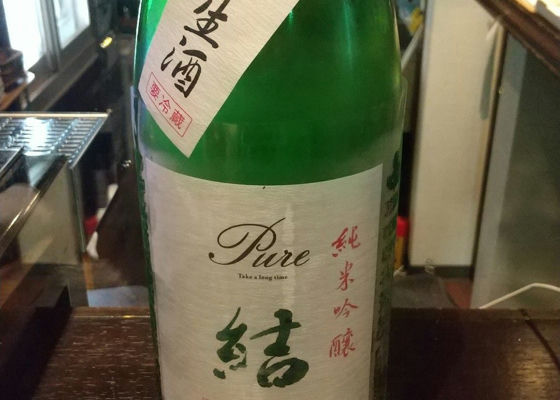 生酒
要冷蔵
Pure
Take a long time
純米吟醸
結